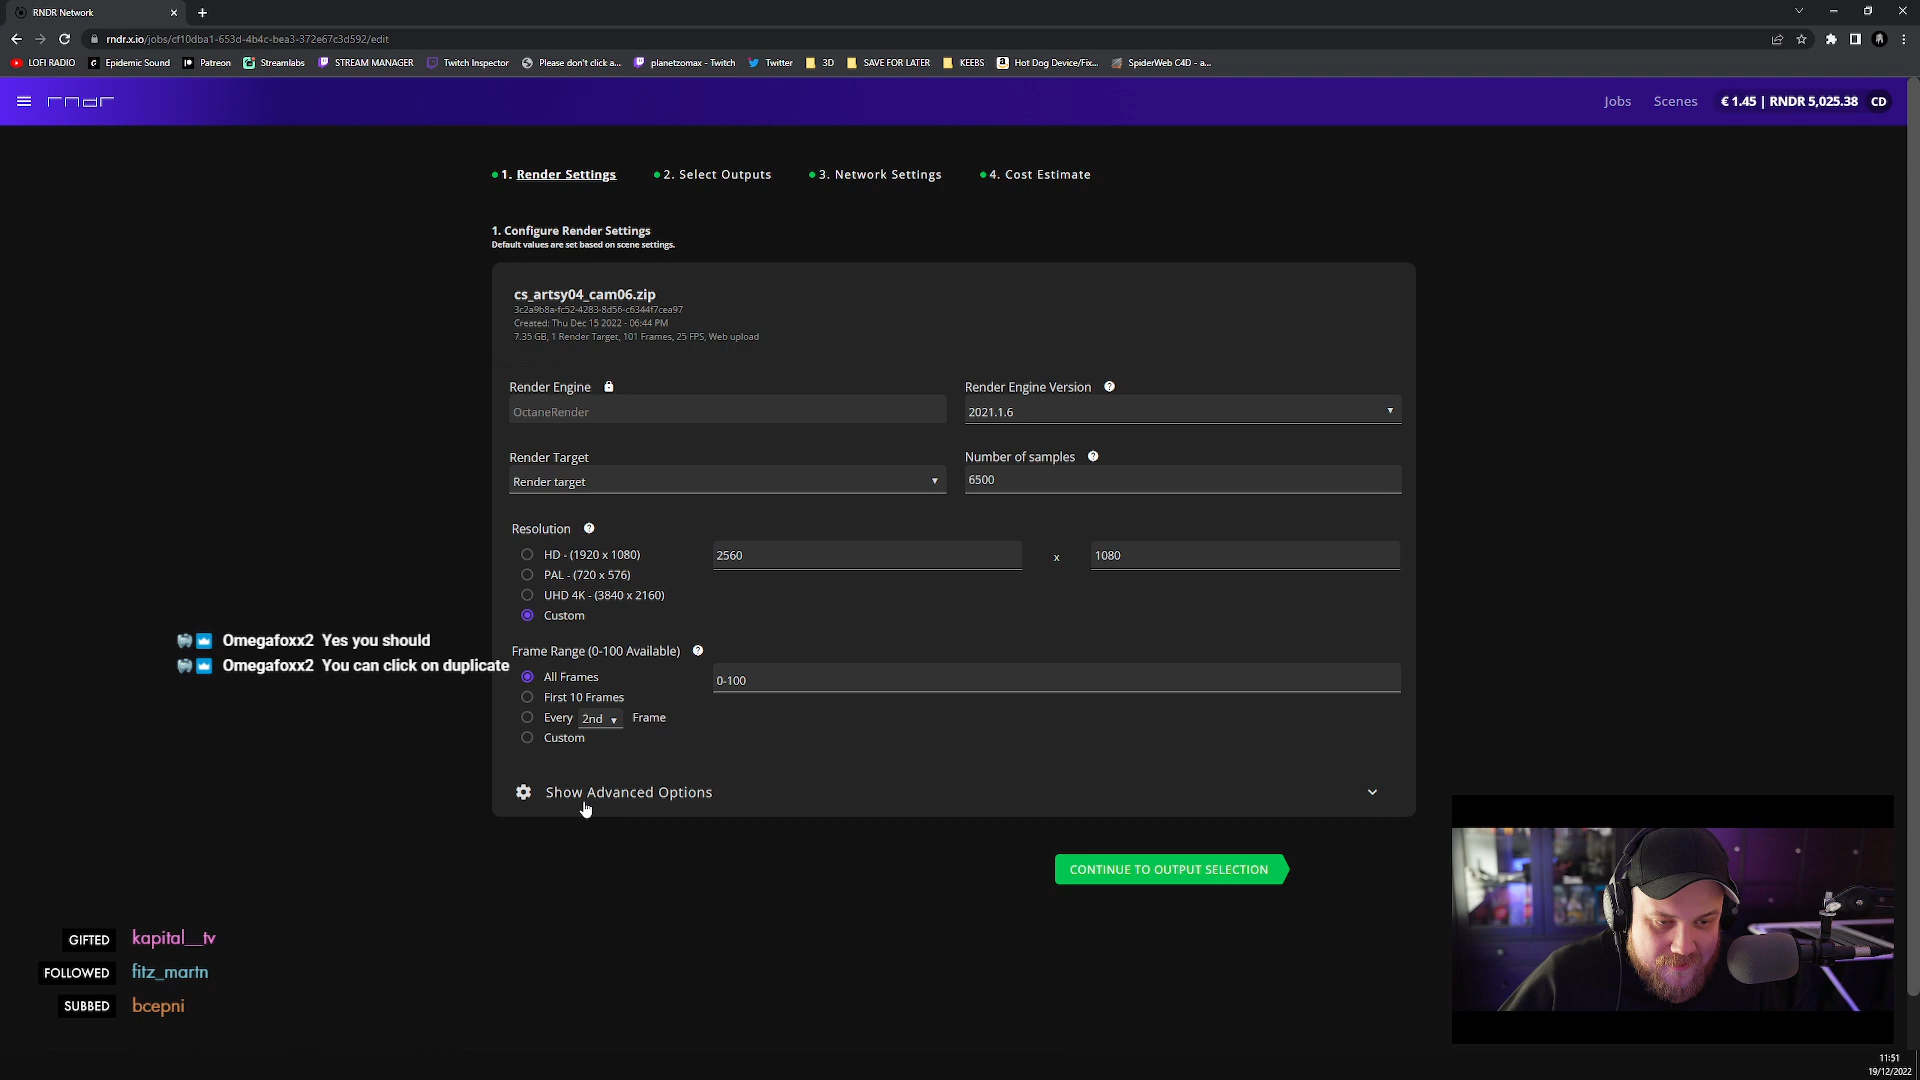 RNDR Network
rndr.x.io/jobs/cf10dba1-653d-4b4c-bea3-372e67c3d592/edit
LOFI RADIO Epidemic Sound Patreon Streamlabs STREAM MANAGER Twitch Inspector Please don't click a... planetzomax - Twitch Twitter 3D SAVE FOR LATER KEEBS Hot Dog Device/Fix... SpiderWeb C4D - a...
rndr Jobs Scenes € 1.45 | RNDR 5,025.38 CD
1. Render Settings 2. Select Outputs 3. Network Settings 4. Cost Estimate
1. Configure Render Settings
Default values are set based on scene settings.
cs_artsy04_cam06.zip
3c2a9b8a-fc52-4283-8d56-c6344f7cea97
Created: Thu Dec 15 2022 - 06:44 PM
7.35 GB, 1 Render Target, 101 Frames, 25 FPS, Web upload
Render Engine Render Engine Version
OctaneRender 2021.1.6
Render Target Number of samples
Render target 6500
Resolution
HD - (1920 x 1080) 2560 x 1080
PAL - (720 x 576)
UHD 4K - (3840 x 2160)
Custom
Omegafoxx2 Yes you should
Omegafoxx2 You can click on duplicate
Frame Range (0-100 Available)
All Frames 0-100
First 10 Frames
Every 2nd Frame
Custom
Show Advanced Options
CONTINUE TO OUTPUT SELECTION
GIFTED kapital__tv
FOLLOWED fitz_martn
SUBBED bcepni
11:51
19/12/2022